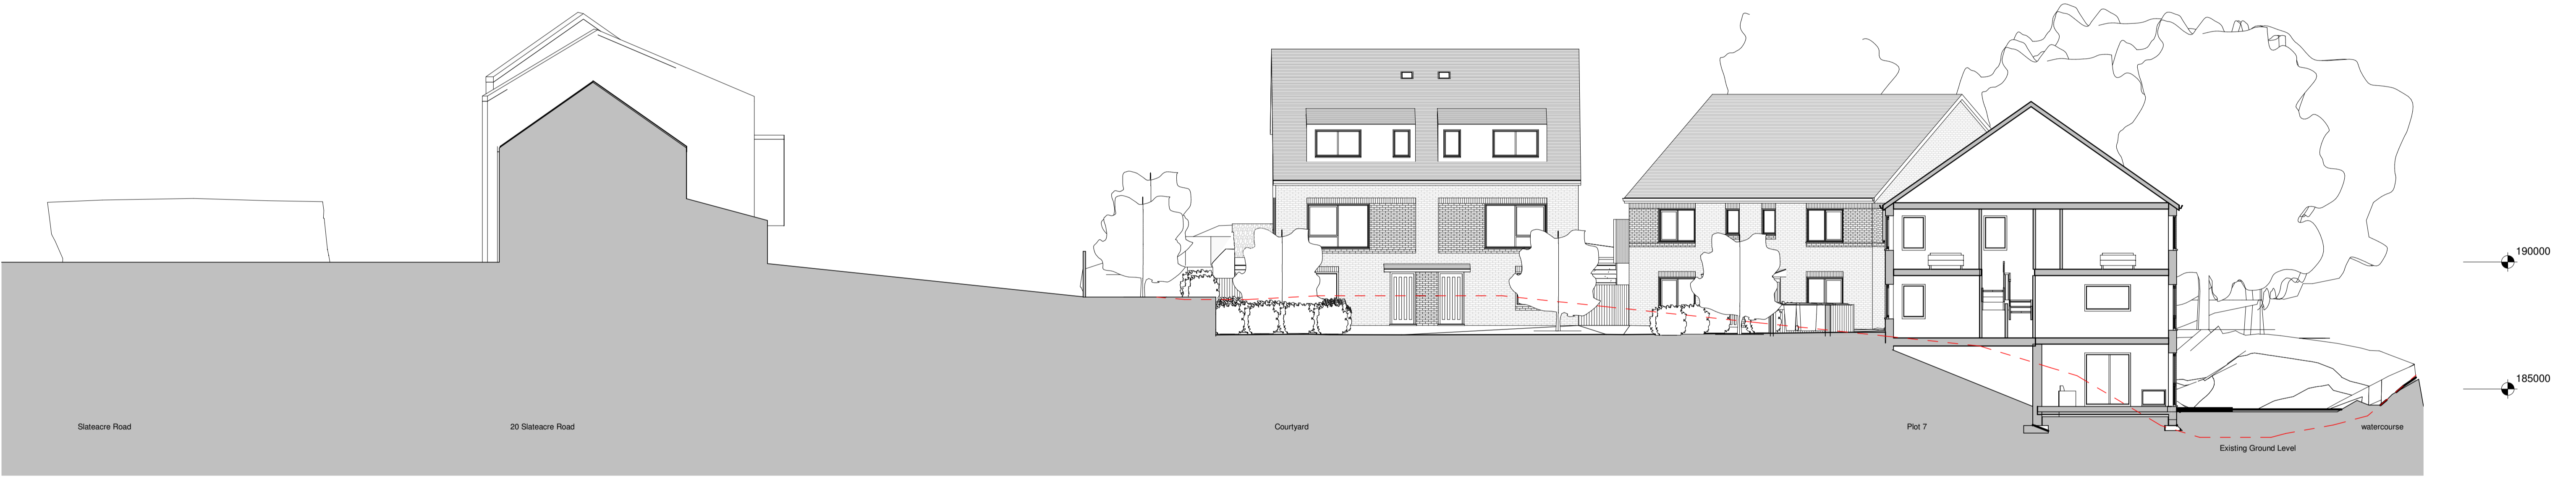 190000
185000
Slateacre Road
20 Slateacre Road
Courtyard
Plot 7
watercourse
Existing Ground Level